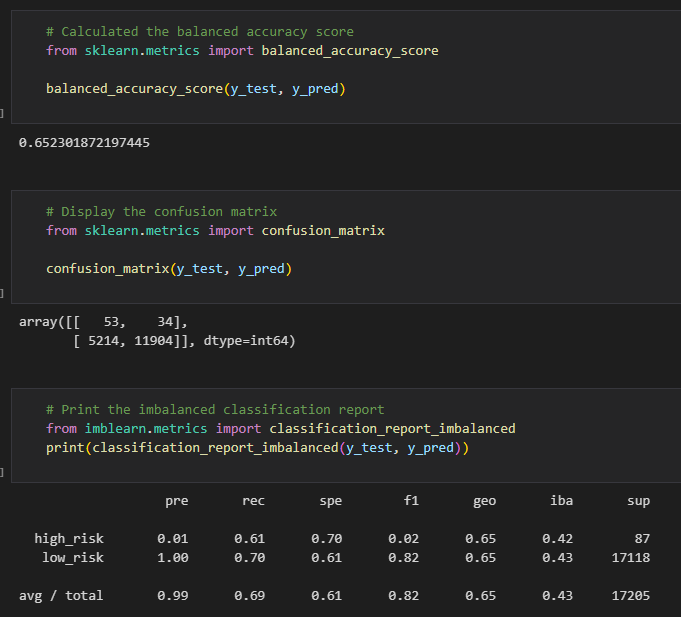 # Calculated the balanced accuracy score
from sklearn.metrics import balanced_accuracy_score
balanced_accuracy_score(y_test, y_pred)
]
0.652301872197445
# Display the confusion matrix
from sklearn.metrics import confusion_matrix
confusion_matrix(y_test, y_pred)
]
array([[   53,    34],
       [ 5214, 11904]], dtype=int64)
# Print the imbalanced classification report
from imblearn.metrics import classification_report_imbalanced
print(classification_report_imbalanced(y_test, y_pred))
]
                   pre       rec       spe        f1       geo       iba       sup
  high_risk       0.01      0.61      0.70      0.02      0.65      0.42        87
   low_risk       1.00      0.70      0.61      0.82      0.65      0.43     17118
avg / total       0.99      0.69      0.61      0.82      0.65      0.43     17205